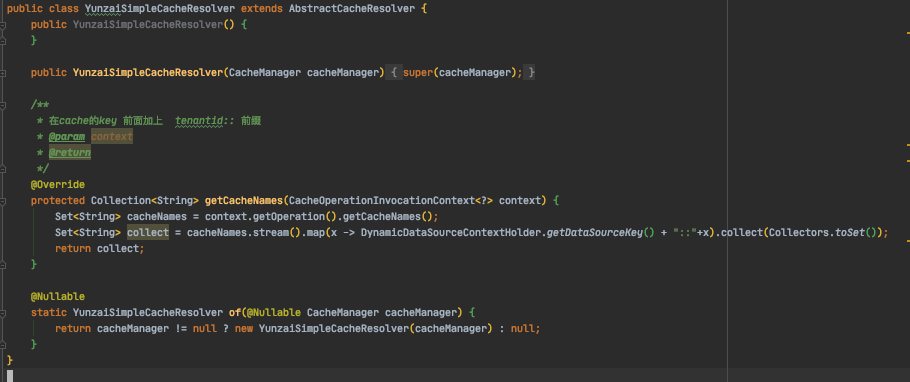 public class YunzaiSimpleCacheResolver extends AbstractCacheResolver {
public YunzaiSimpleCacheResolver() {
}
public YunzaiSimpleCacheResolver(CacheManager cacheManager) { super(cacheManager); }
/**
* 在cache的key 前面加上 tenantid:: 前缀
* @param context
* @return
*/
@Override
protected Collection<String> getCacheNames(CacheOperationInvocationContext<?> context) {
Set<String> cacheNames = context.getOperation().getCacheNames();
Set<String> collect = cacheNames.stream().map(x -> DynamicDataSourceContextHolder.getDataSourceKey() + "::"+x).collect(Collectors.toSet());
return collect;
}
@Nullable
static YunzaiSimpleCacheResolver of(@Nullable CacheManager cacheManager) {
return cacheManager != null ? new YunzaiSimpleCacheResolver(cacheManager) : null;
}
}